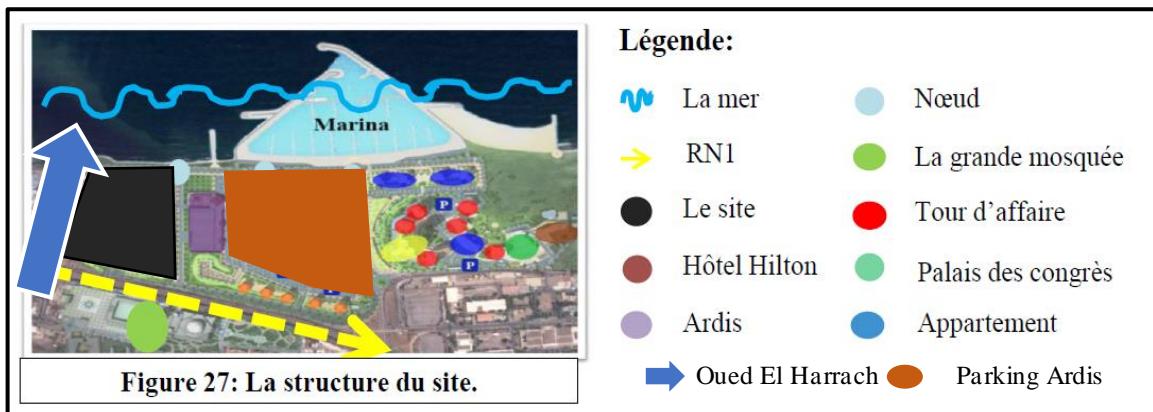 Légende:
La mer
Nœud
Marina
RN1
La grande mosquée
Le site
Tour d’affaire
P
Hôtel Hilton
Palais des congrès
P
P
Ardis
Appartement
Figure 27: La structure du site.
Oued El Harrach
Parking Ardis